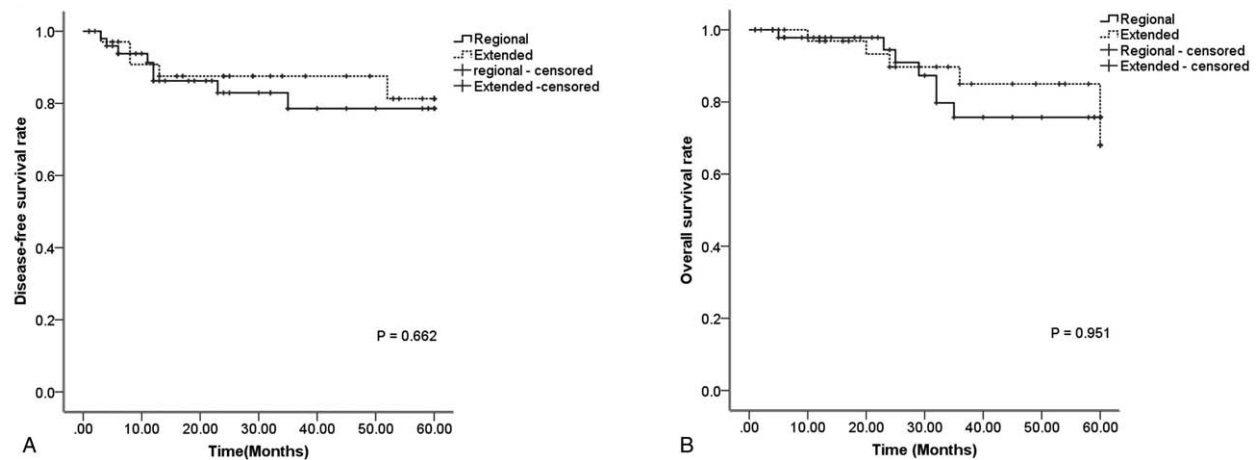 Regional
Extended
regional - censored
Extended -censored
1.0
0.8
0.6
0.4
0.2
0.0
Disease-free survival rate
P = 0.662
.00 10.00 20.00 30.00 40.00 50.00 60.00
Time(Months)
A
Regional
Extended
Regional - censored
Extended - censored
1.0
0.8
0.6
0.4
0.2
0.0
Overall survival rate
P = 0.951
.00 10.00 20.00 30.00 40.00 50.00 60.00
Time (Months)
B